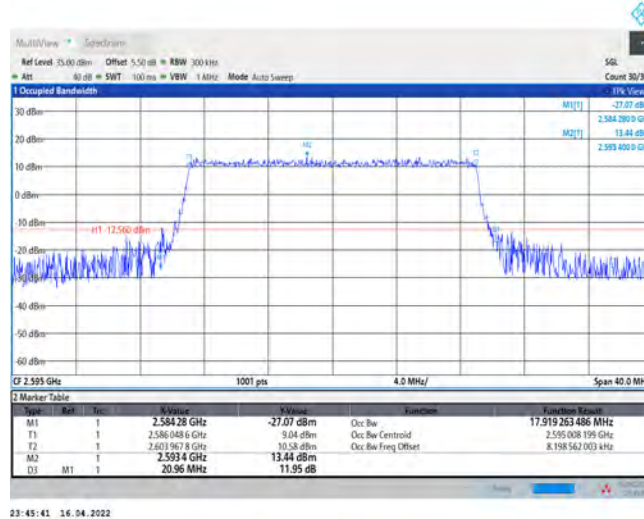 MultiView Spectrum
Ref Level 35.00 dBm Offset 5.50 dB RBW 300 kHz SGL
Att 40 dB SWT 100 ms VBW 1 MHz Mode Auto Sweep Count 30/3
1 Occupied Bandwidth 1Pk View
M1[1] -27.07 dB
2.584 280 0 G
M2[1] 13.44 dB
2.593 400 0 G
30 dBm
20 dBm
M2
10 dBm
0 dBm
-10 dBm
H1 -12.560 dBm
-20 dBm
-30 dBm
-40 dBm
-50 dBm
-60 dBm
CF 2.595 GHz 1001 pts 4.0 MHz/ Span 40.0 MH
2 Marker Table
Type Ref Trc X-Value Y-Value Function Function Result
M1 1 2.584 28 GHz -27.07 dBm Occ Bw 17.919 263 486 MHz
T1 1 2.586 048 6 GHz 9.04 dBm Occ Bw Centroid 2.595 008 199 GHz
T2 1 2.603 967 8 GHz 10.58 dBm Occ Bw Freq Offset 8.198 562 003 kHz
M2 1 2.593 4 GHz 13.44 dBm
D3 M1 1 20.96 MHz 11.95 dB
23:45:41 16.04.2022